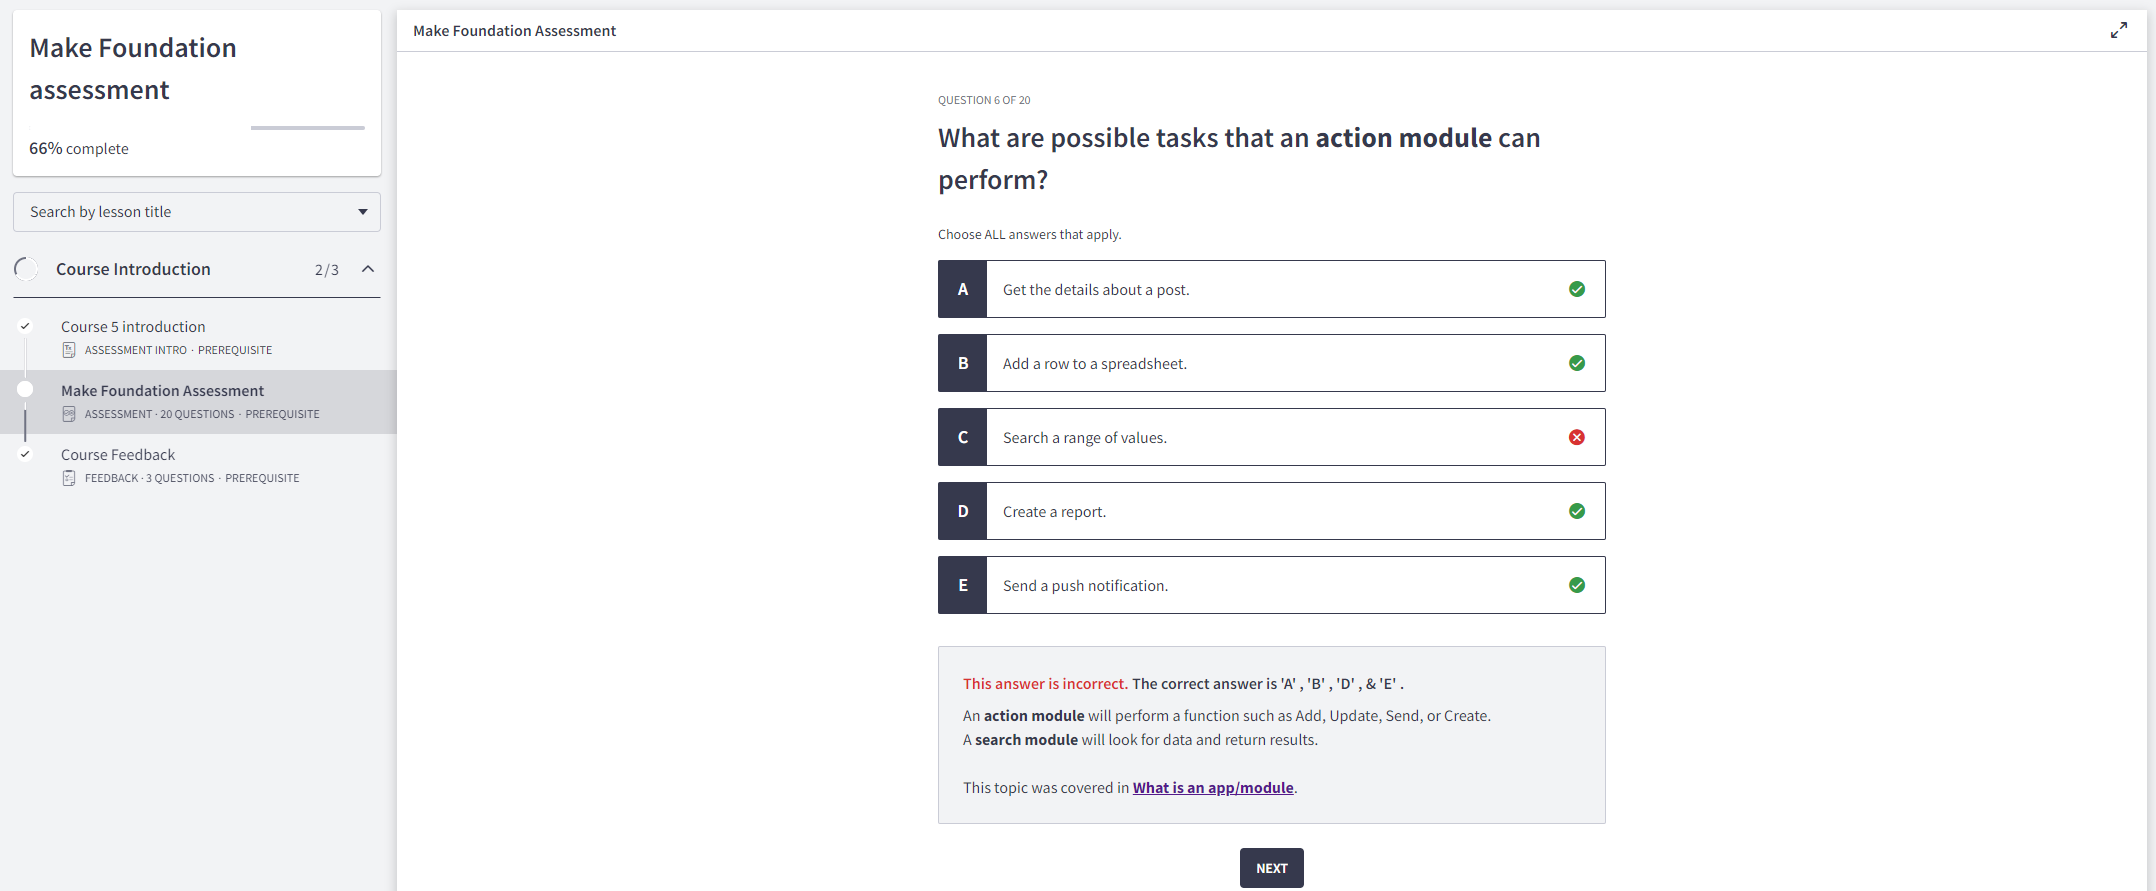 Make Foundation
assessment
66% complete
Search by lesson title
Course Introduction 2/3
Course 5 introduction
ASSESSMENT INTRO · PREREQUISITE
Make Foundation Assessment
ASSESSMENT · 20 QUESTIONS · PREREQUISITE
Course Feedback
FEEDBACK · 3 QUESTIONS · PREREQUISITE
Make Foundation Assessment
QUESTION 6 OF 20
What are possible tasks that an action module can
perform?
Choose ALL answers that apply.
A Get the details about a post.
B Add a row to a spreadsheet.
C Search a range of values.
D Create a report.
E Send a push notification.
This answer is incorrect. The correct answer is 'A' , 'B' , 'D' , & 'E' .
An action module will perform a function such as Add, Update, Send, or Create.
A search module will look for data and return results.
This topic was covered in What is an app/module.
NEXT